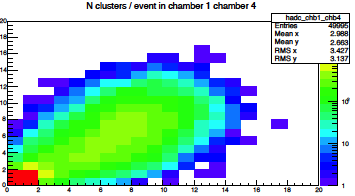 N clusters / event in chamber 1 chamber 4
hadc_chb1_chb4
Entries 49995
Mean x 2.988
Mean y 2.663
RMS x 3.427
RMS y 3.137
18
16
14
12
10
8
6
4
2
0
0 2 4 6 8 10 12 14 16 18 20
10
1